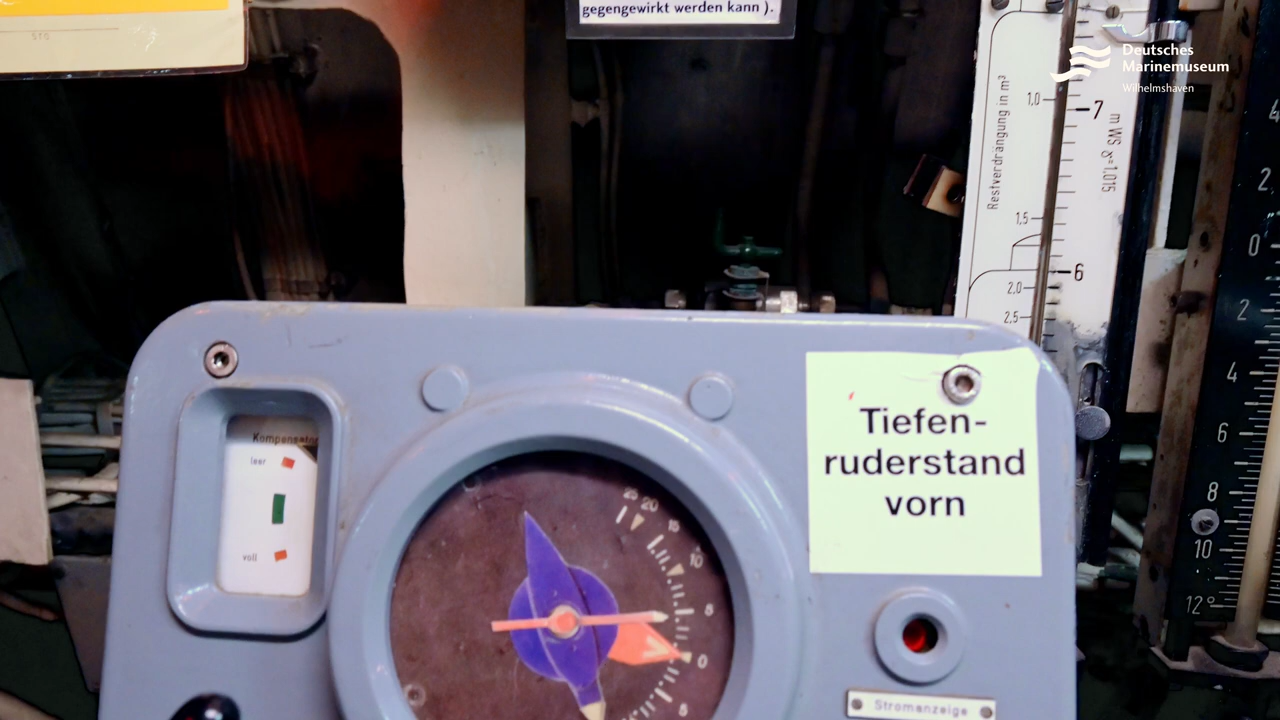 gegengewirkt werden kann ).
Deutsches
Marinemuseum
Wilhelmshaven
Restverdrängung in m³
1,0
1,5
2,0
2,5
7
6
m WS γ=1,015
4
2
0
2
4
6
8
10
12°
Kompensator
leer
voll
Tiefen-
ruderstand
vorn
25
20
15
10
5
0
5
Stromanzeige